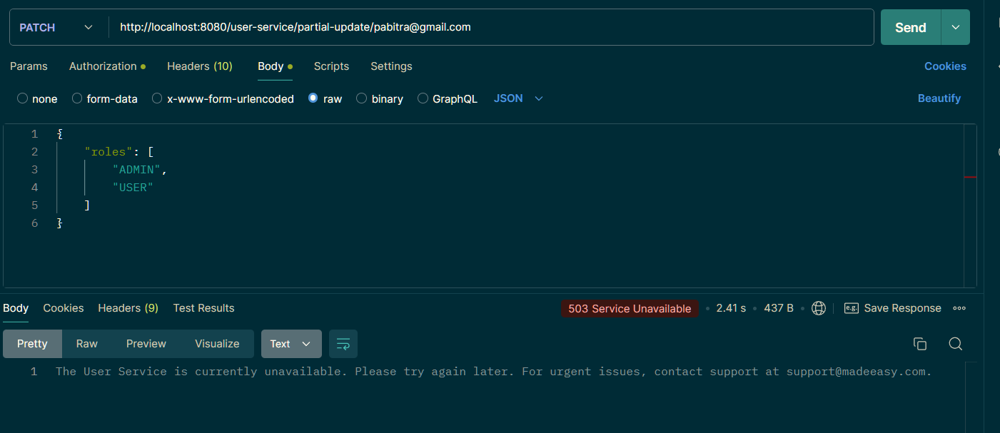 PATCH http://localhost:8080/user-service/partial-update/pabitra@gmail.com Send
Params Authorization Headers (10) Body Scripts Settings Cookies
none form-data x-www-form-urlencoded raw binary GraphQL JSON Beautify
1 {
2 "roles": [
3 "ADMIN",
4 "USER"
5 ]
6 }
Body Cookies Headers (9) Test Results 503 Service Unavailable 2.41 s 437 B e.g. Save Response
Pretty Raw Preview Visualize Text
1 The User Service is currently unavailable. Please try again later. For urgent issues, contact support at support@madeeasy.com.